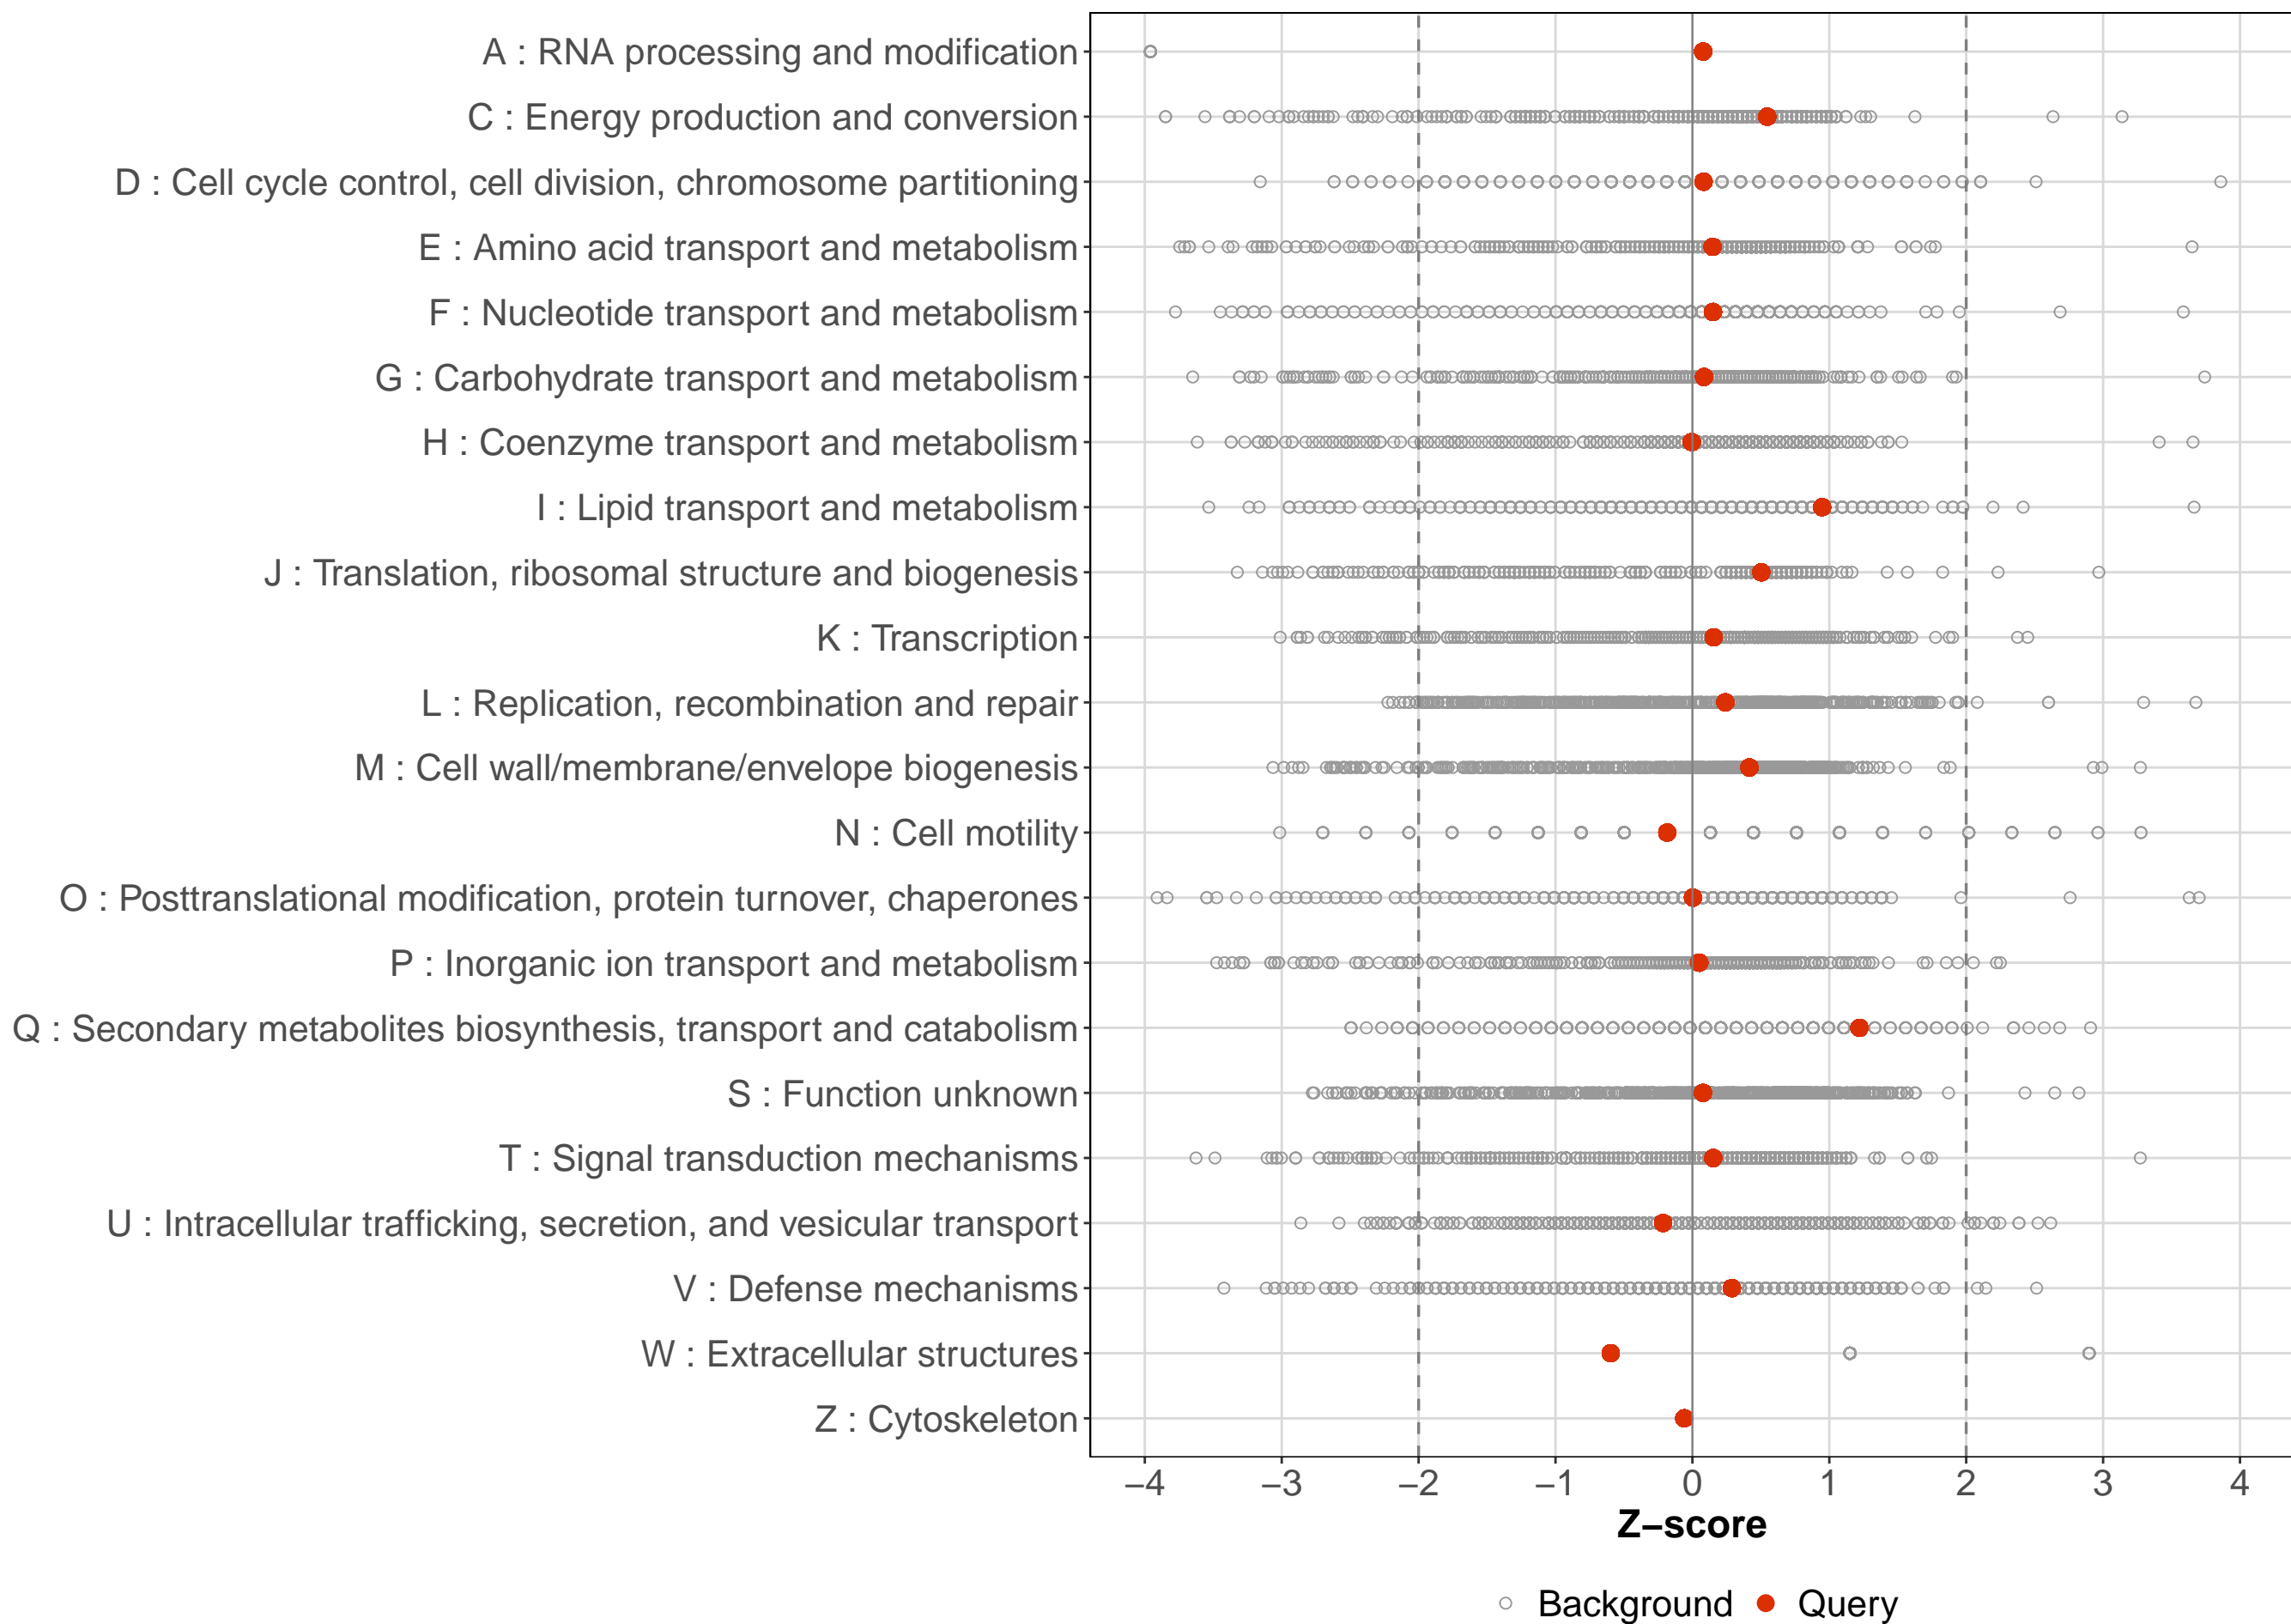 A : RNA processing and modification
C : Energy production and conversion
D : Cell cycle control, cell division, chromosome partitioning
E : Amino acid transport and metabolism
F : Nucleotide transport and metabolism
G : Carbohydrate transport and metabolism
H : Coenzyme transport and metabolism
I : Lipid transport and metabolism
J : Translation, ribosomal structure and biogenesis
K : Transcription
L : Replication, recombination and repair
M : Cell wall/membrane/envelope biogenesis
N : Cell motility
O : Posttranslational modification, protein turnover, chaperones
P : Inorganic ion transport and metabolism
Q : Secondary metabolites biosynthesis, transport and catabolism
S : Function unknown
T : Signal transduction mechanisms
U : Intracellular trafficking, secretion, and vesicular transport
V : Defense mechanisms
W : Extracellular structures
Z : Cytoskeleton
−4 −3 −2 −1 0 1 2 3 4
Z−score
Background Query